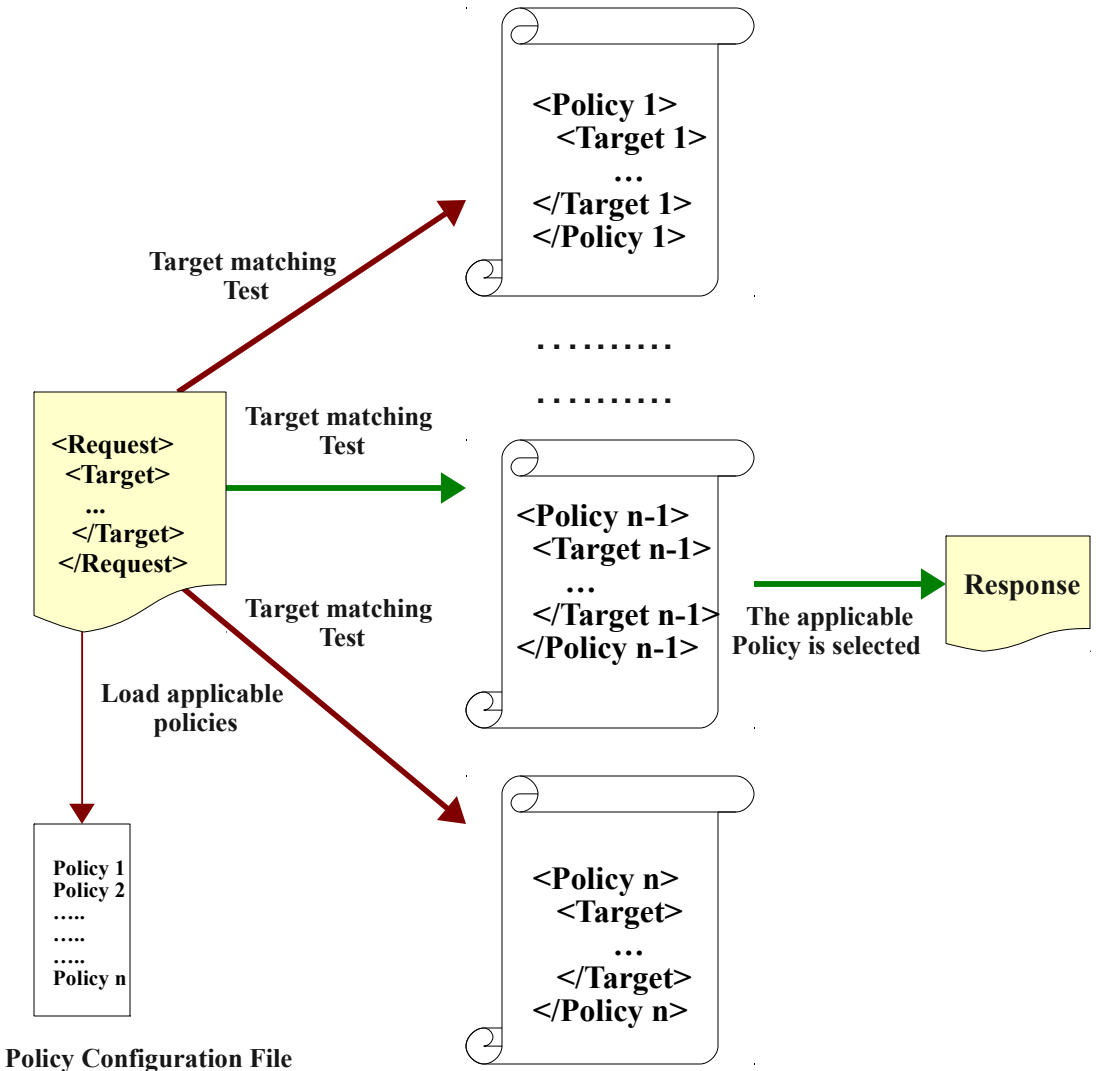 <Policy 1>
<Target 1>
...
</Target 1>
</Policy 1>
Target matching
Test
..........
..........
Target matching
Test
<Request>
<Target>
...
</Target>
</Request>
<Policy n-1>
<Target n-1>
...
</Target n-1>
</Policy n-1>
Response
The applicable
Policy is selected
Target matching
Test
Load applicable
policies
Policy 1
Policy 2
.....
.....
.....
Policy n
<Policy n>
<Target>
...
</Target>
</Policy n>
Policy Configuration File